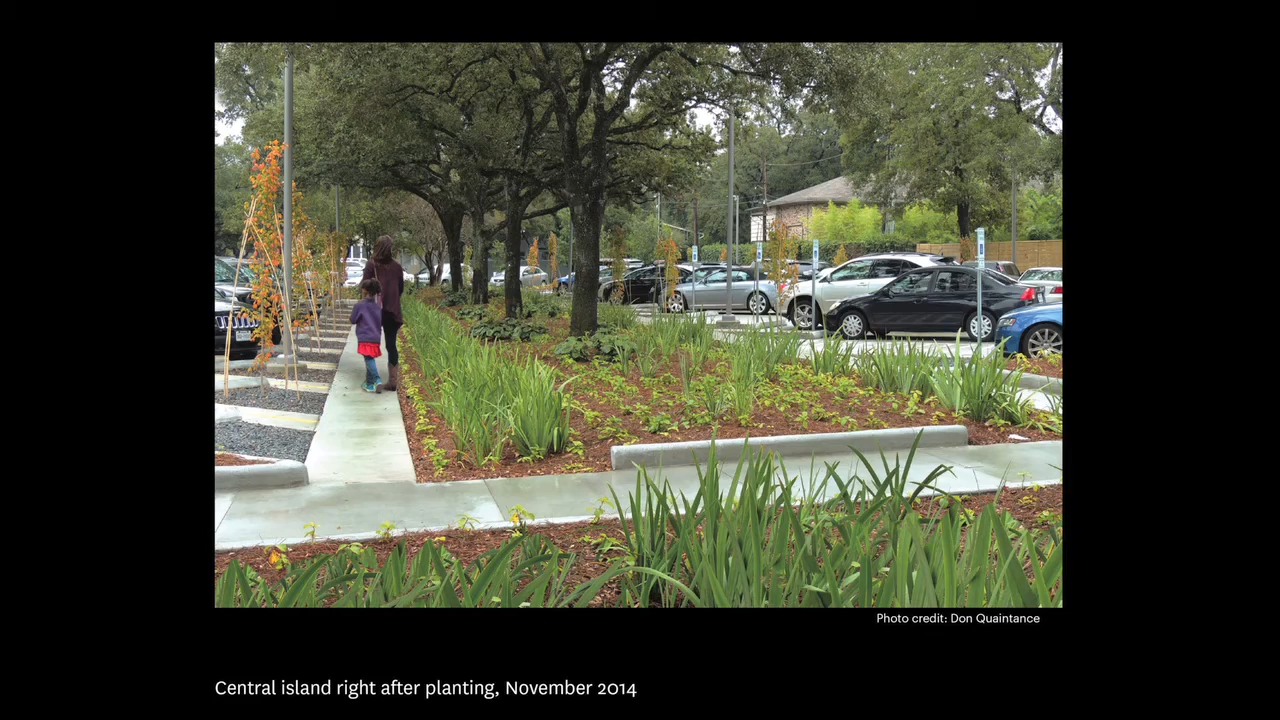 Photo credit: Don Quaintance
Central island right after planting, November 2014